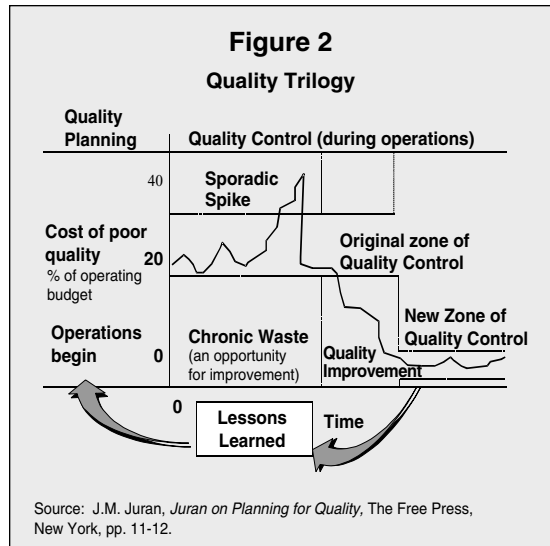 Figure 2
Quality Trilogy
Quality
Planning
Quality Control (during operations)
40
Sporadic
Spike
Cost of poor
quality
% of operating
budget
20
Original zone of
Quality Control
New Zone of
Quality Control
Operations
begin
0
Chronic Waste
(an opportunity
for improvement)
Quality
Improvement
0
Lessons
Learned
Time
Source: J.M. Juran, Juran on Planning for Quality, The Free Press,
New York, pp. 11-12.